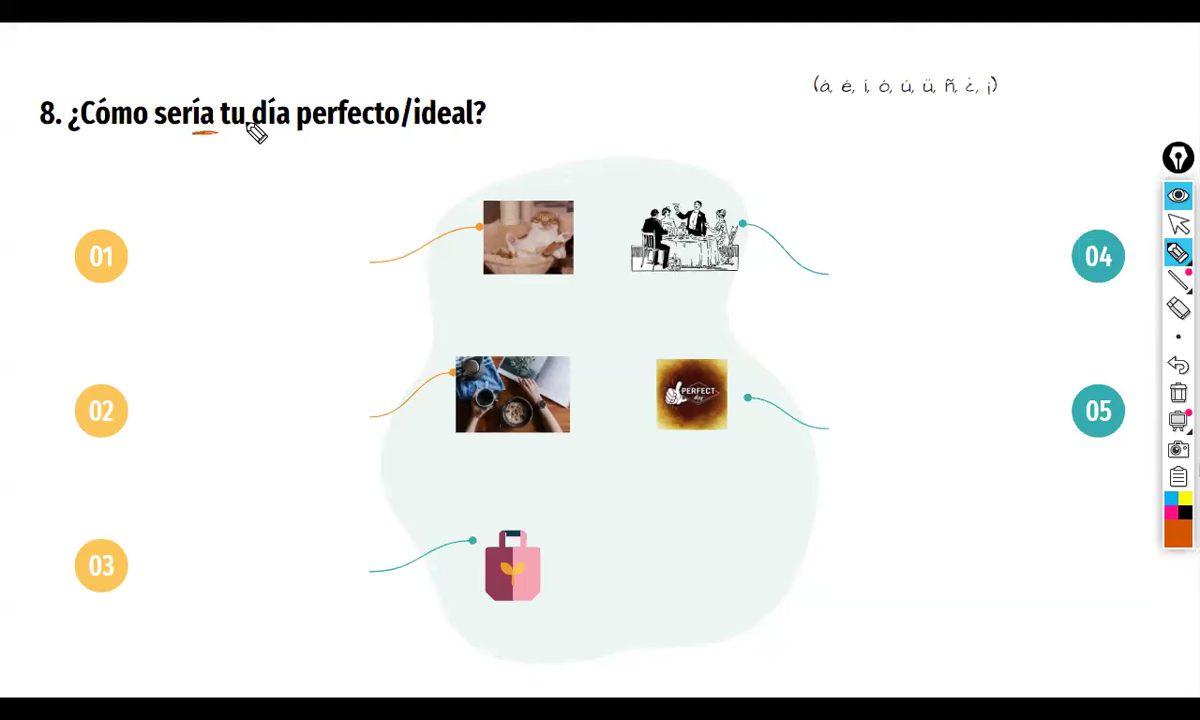 (á, é, í, ó, ú, ü, ñ, ¿, ¡)
8. ¿Cómo sería tu día perfecto/ideal?
01
04
02
PERFECT
day
05
03